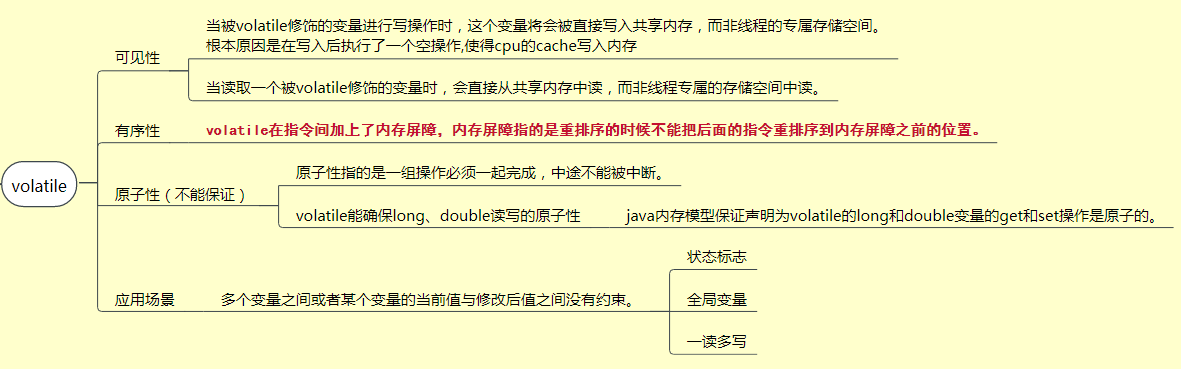 当被volatile修饰的变量进行写操作时，这个变量将会被直接写入共享内存，而非线程的专属存储空间。
根本原因是在写入后执行了一个空操作,使得cpu的cache写入内存
可见性
当读取一个被volatile修饰的变量时，会直接从共享内存中读，而非线程专属的存储空间中读。
有序性
volatile在指令间加上了内存屏障，内存屏障指的是重排序的时候不能把后面的指令重排序到内存屏障之前的位置。
volatile
原子性（不能保证）
原子性指的是一组操作必须一起完成，中途不能被中断。
volatile能确保long、double读写的原子性
java内存模型保证声明为volatile的long和double变量的get和set操作是原子的。
应用场景
多个变量之间或者某个变量的当前值与修改后值之间没有约束。
状态标志
全局变量
一读多写